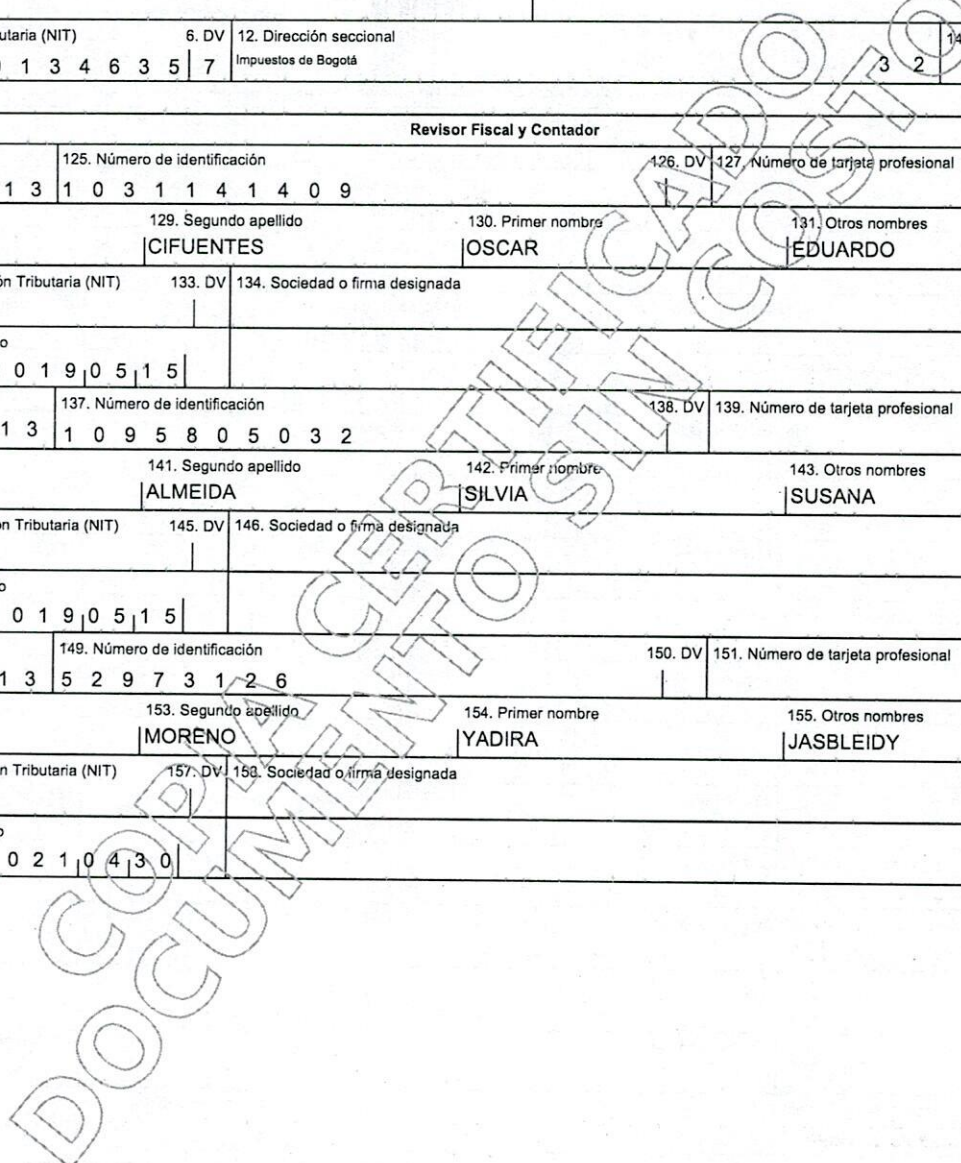 utaria (NIT) 6. DV 12. Dirección seccional 14
1 3 4 6 3 5 7 Impuestos de Bogotá 3 2
Revisor Fiscal y Contador
125. Número de identificación 126. DV 127. Número de tarjeta profesional
1 3 1 0 3 1 1 4 1 4 0 9
129. Segundo apellido 130. Primer nombre 131. Otros nombres
CIFUENTES OSCAR EDUARDO
ón Tributaria (NIT) 133. DV 134. Sociedad o firma designada
o
0 1 9 0 5 1 5
137. Número de identificación 138. DV 139. Número de tarjeta profesional
1 3 1 0 9 5 8 0 5 0 3 2
141. Segundo apellido 142. Primer nombre 143. Otros nombres
ALMEIDA SILVIA SUSANA
ón Tributaria (NIT) 145. DV 146. Sociedad o firma designada
o
0 1 9 0 5 1 5
149. Número de identificación 150. DV 151. Número de tarjeta profesional
1 3 5 2 9 7 3 1 2 6
153. Segundo apellido 154. Primer nombre 155. Otros nombres
MORENO YADIRA JASBLEIDY
n Tributaria (NIT) 157. DV 158. Sociedad o firma designada
o
0 2 1 0 4 3 0
COPIA CERTIFICADO
DOCUMENTO SIN COSTO